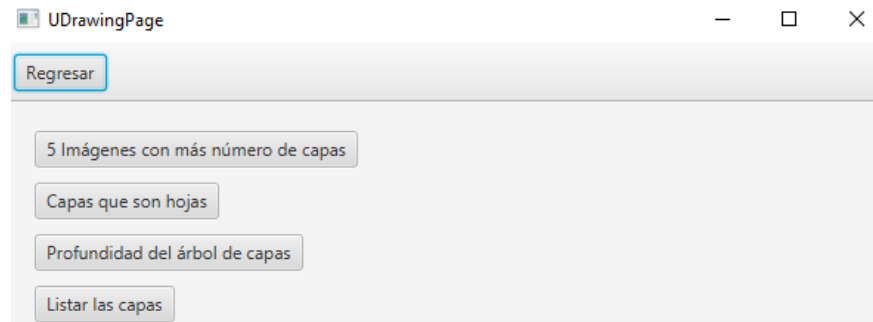 UDrawingPage
Regresar
5 Imágenes con más número de capas
Capas que son hojas
Profundidad del árbol de capas
Listar las capas